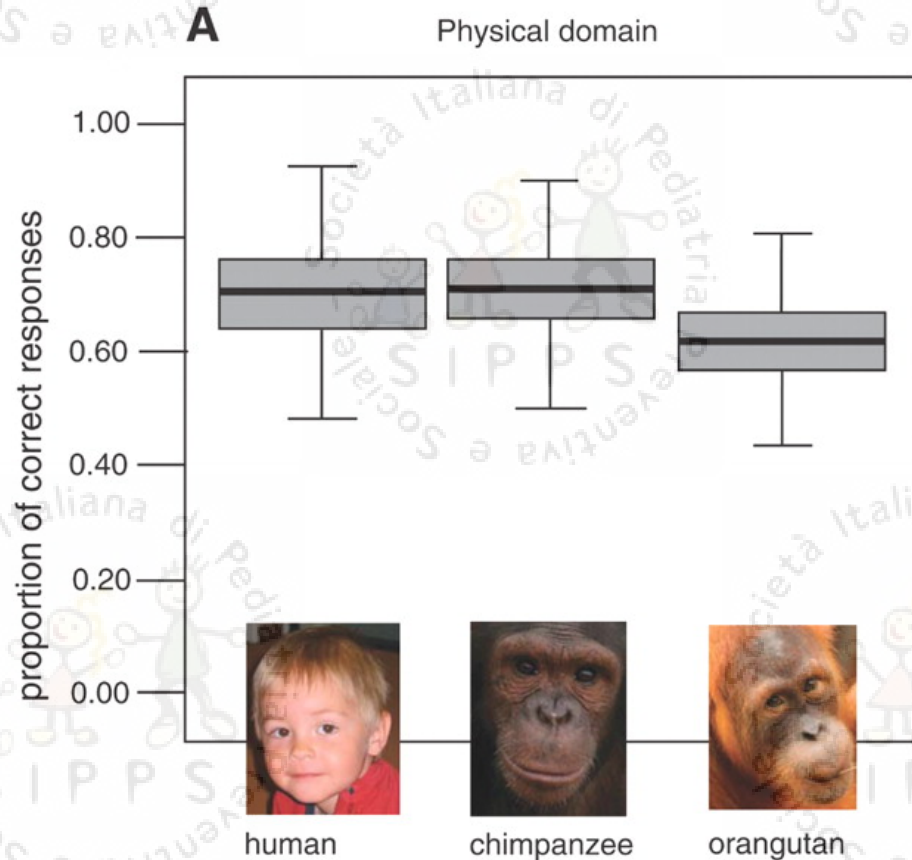 A
Physical domain
proportion of correct responses
1.00
0.80
0.60
0.40
0.20
0.00
human
chimpanzee
orangutan
Società Italiana di Pediatria
Preventiva e Sociale
SIPPS